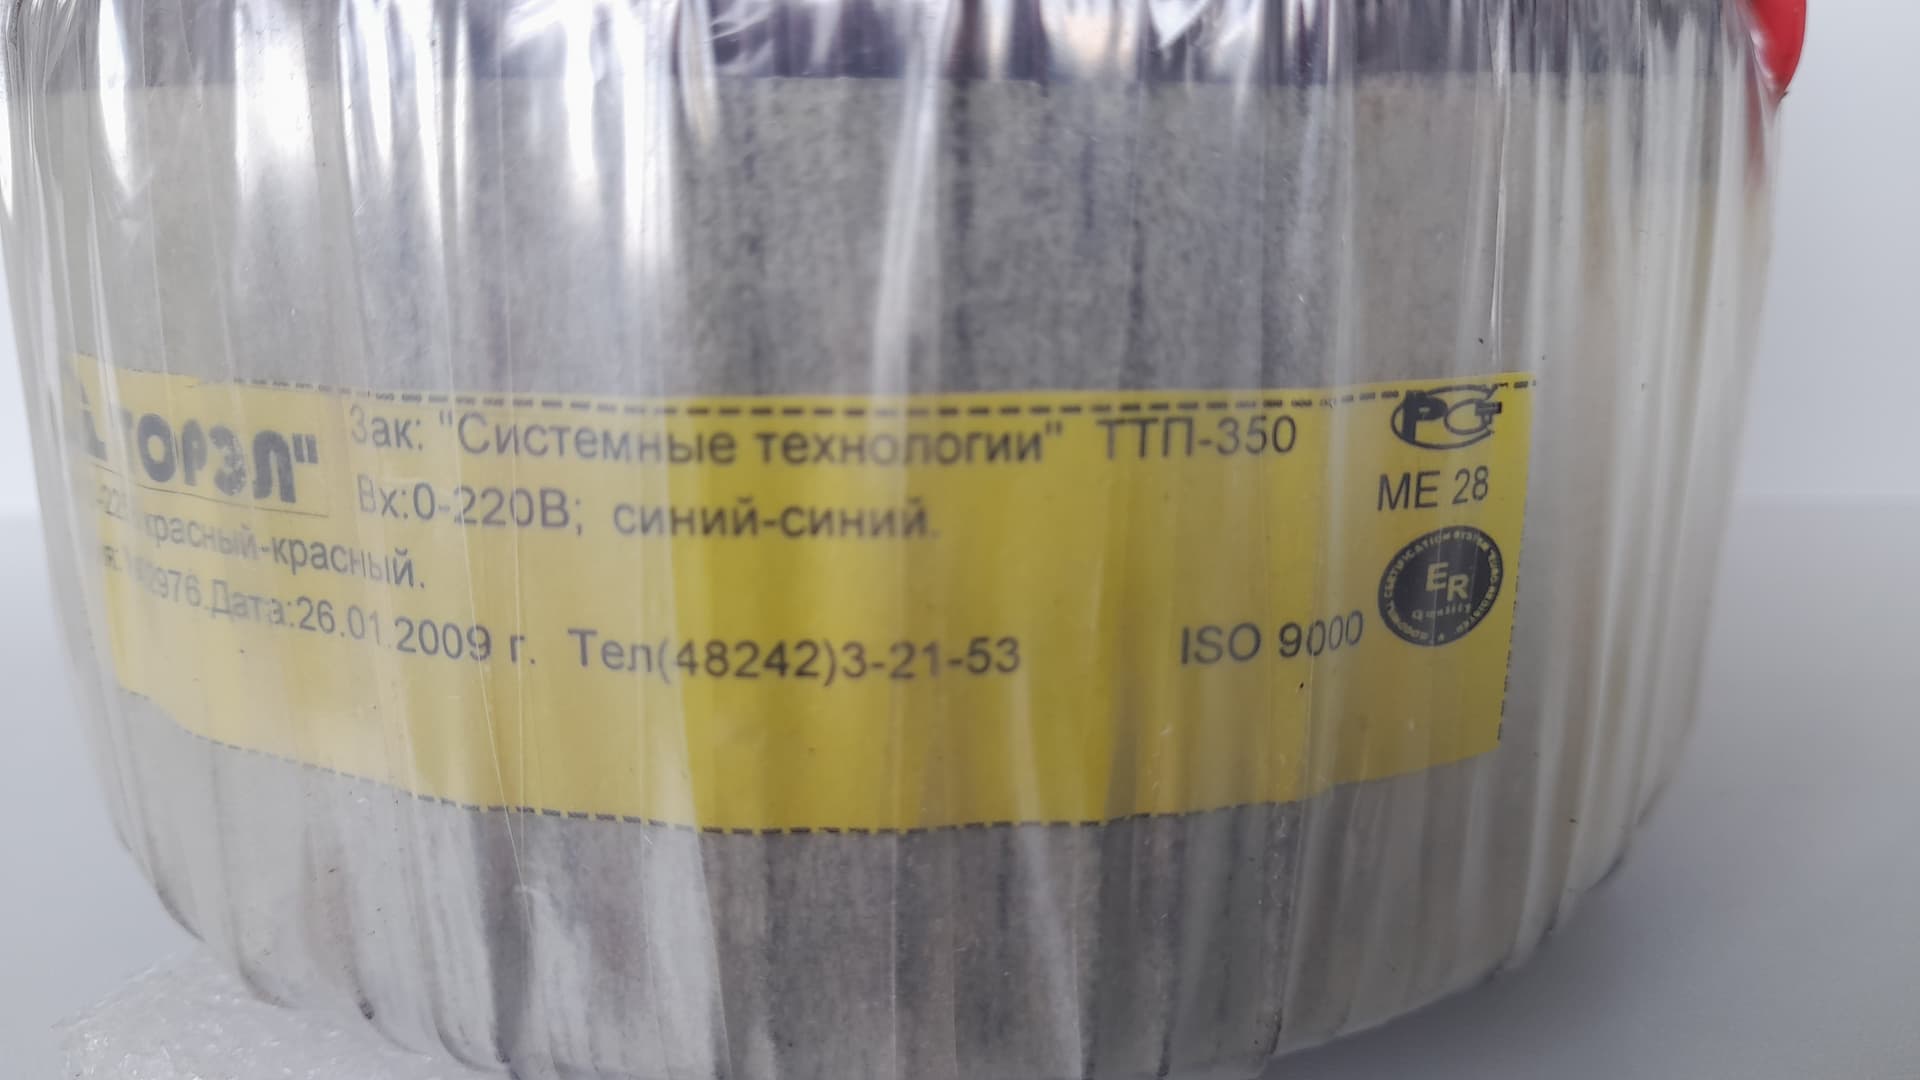 ТОРЭЛ" Зак: "Системные технологии" ТТП-350
Вх:0-220В; синий-синий.
МЕ 28
красный-красный.
Дата:26.01.2009 г. Тел(48242)3-21-53
ISO 9000
ER
Quality